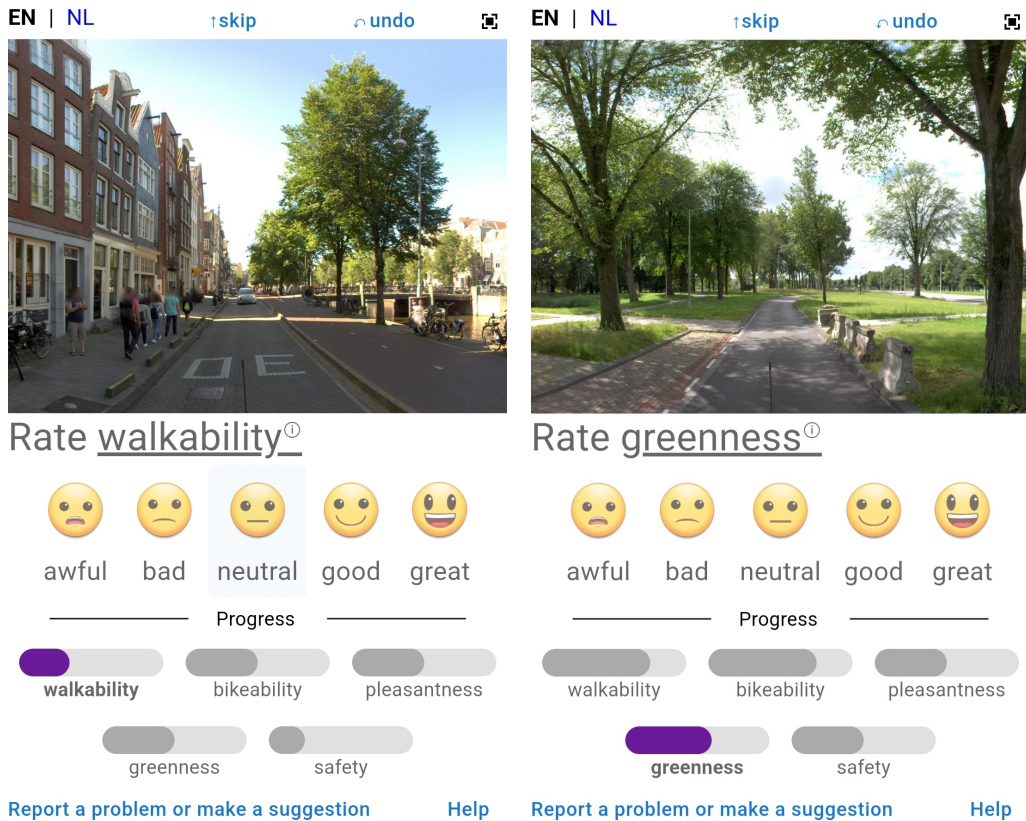 EN | NL ↑skip undo
Rate walkability
awful bad neutral good great
Progress
walkability bikeability pleasantness
greenness safety
Report a problem or make a suggestion Help
EN | NL ↑skip undo
Rate greenness
awful bad neutral good great
Progress
walkability bikeability pleasantness
greenness safety
Report a problem or make a suggestion Help